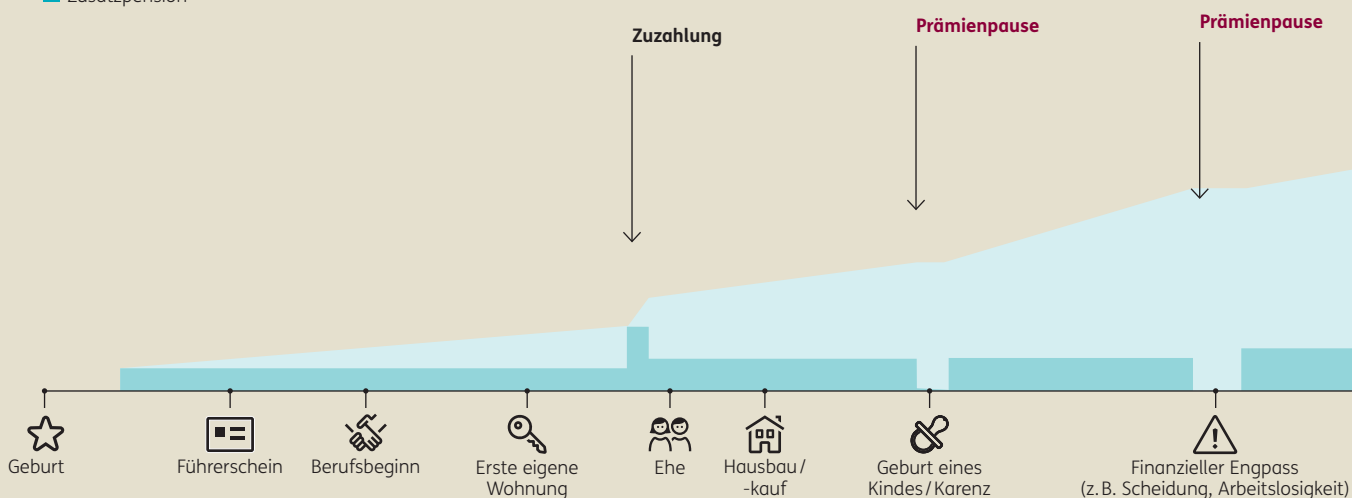 Zusatzpension
Zuzahlung
Prämienpause
Prämienpause
Geburt
Führerschein
Berufsbeginn
Erste eigene
Wohnung
Ehe
Hausbau/
-kauf
Geburt eines
Kindes/Karenz
Finanzieller Engpass
(z.B. Scheidung, Arbeitslosigkeit)